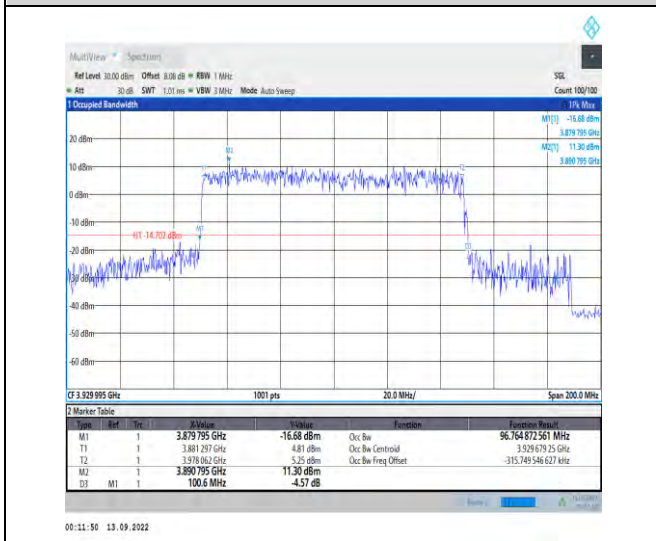 MultiView Spectrum
Ref Level 30.00 dBm Offset 8.08 dB RBW 1 MHz SGL
Att 30 dB SWT 1.01 ms VBW 3 MHz Mode Auto Sweep Count 100/100
1 Occupied Bandwidth 1Pk Max
M1[1] -16.68 dBm
3.879 795 GHz
M2[1] 11.30 dBm
3.890 795 GHz
20 dBm
M2
10 dBm
T1 T2
0 dBm
-10 dBm
H1 -14.702 dBm M1
-20 dBm
D3
-30 dBm
-40 dBm
-50 dBm
-60 dBm
CF 3.929 995 GHz 1001 pts 20.0 MHz/ Span 200.0 MHz
2 Marker Table
Type Ref Trc X-Value Y-Value Function Function Result
M1 1 3.879 795 GHz -16.68 dBm Occ Bw 96.764 872 561 MHz
T1 1 3.881 297 GHz 4.81 dBm Occ Bw Centroid 3.929 679 25 GHz
T2 1 3.978 062 GHz 5.25 dBm Occ Bw Freq Offset -315.749 546 627 kHz
M2 1 3.890 795 GHz 11.30 dBm
D3 M1 1 100.6 MHz -4.57 dB
00:11:50 13.09.2022